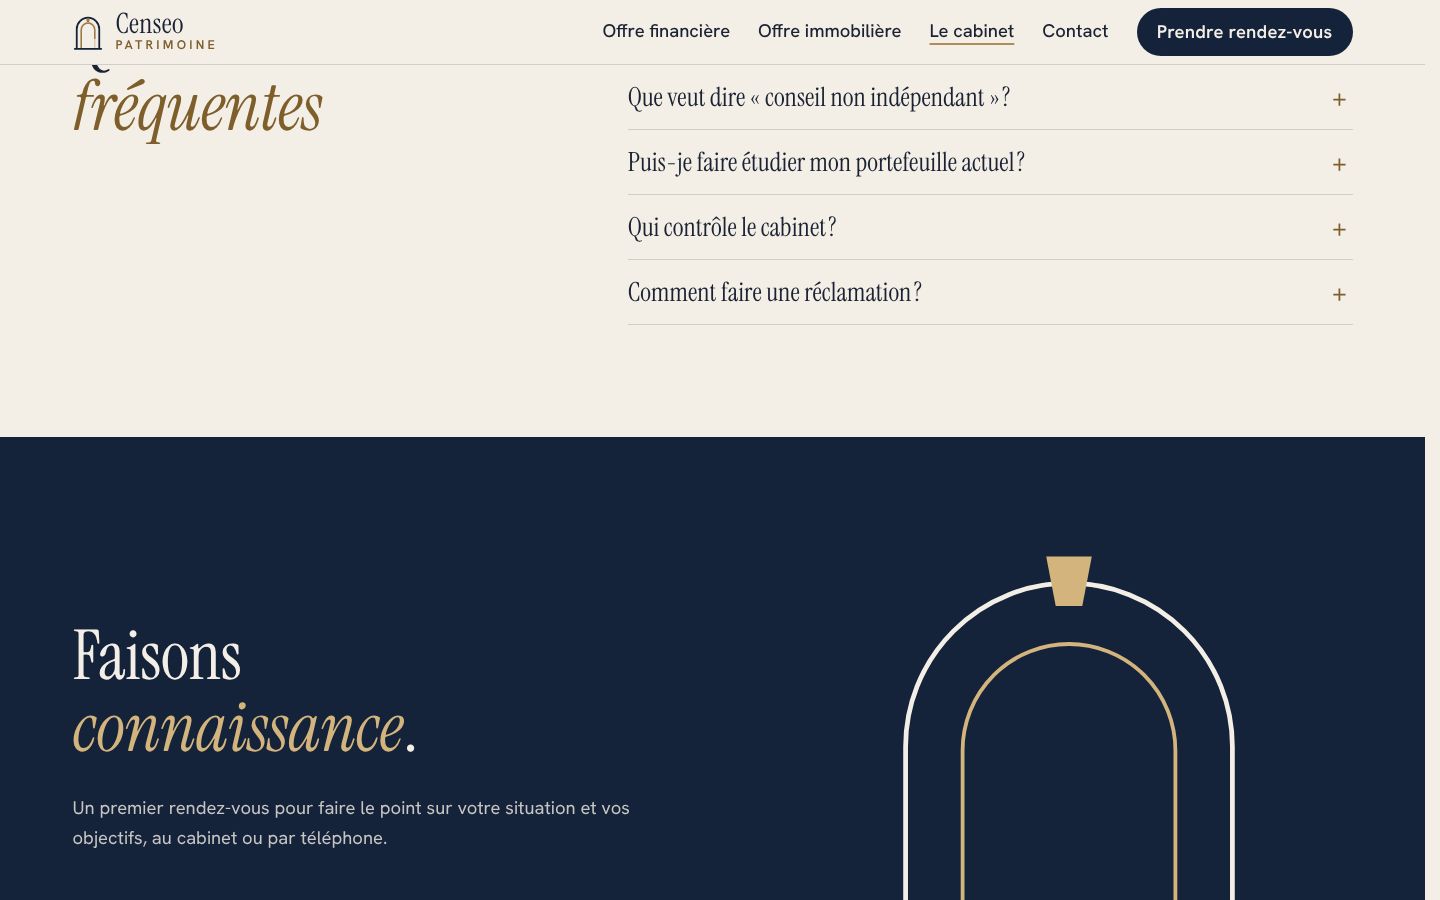 Censeo
PATRIMOINE
Offre financière
Offre immobilière
Le cabinet
Contact
Prendre rendez-vous
fréquentes
Que veut dire « conseil non indépendant » ?
+
Puis-je faire étudier mon portefeuille actuel ?
+
Qui contrôle le cabinet ?
+
Comment faire une réclamation ?
+
Faisons
connaissance.
Un premier rendez-vous pour faire le point sur votre situation et vos
objectifs, au cabinet ou par téléphone.